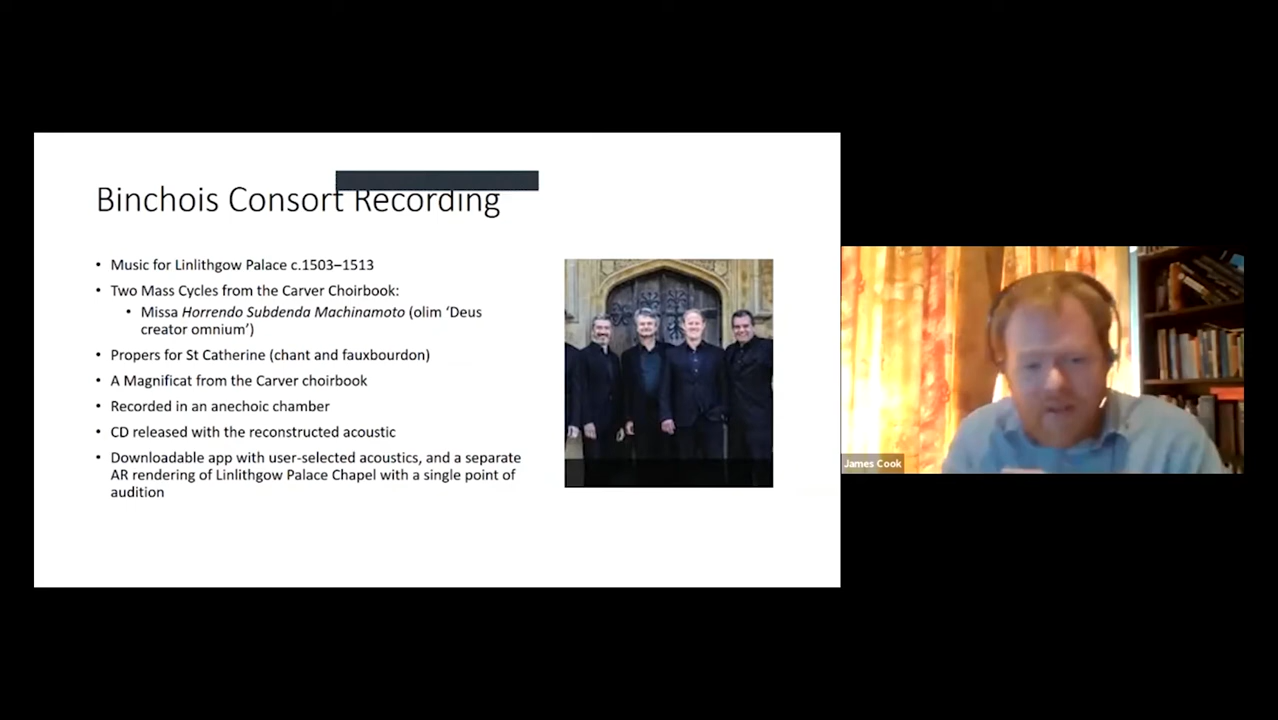 Binchois Consort Recording
• Music for Linlithgow Palace c.1503–1513
• Two Mass Cycles from the Carver Choirbook:
• Missa Horrendo Subdenda Machinamoto (olim ‘Deus
creator omnium’)
• Propers for St Catherine (chant and fauxbourdon)
• A Magnificat from the Carver choirbook
• Recorded in an anechoic chamber
• CD released with the reconstructed acoustic
• Downloadable app with user-selected acoustics, and a separate
AR rendering of Linlithgow Palace Chapel with a single point of
audition
James Cook